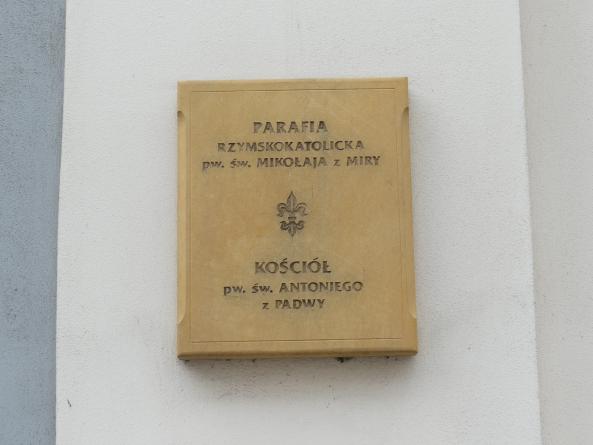 PARAFIA
RZYMSKOKATOLICKA
pw. św. MIKOŁAJA z MIRY
KOŚCIÓŁ
pw. św. ANTONIEGO
z PADWY